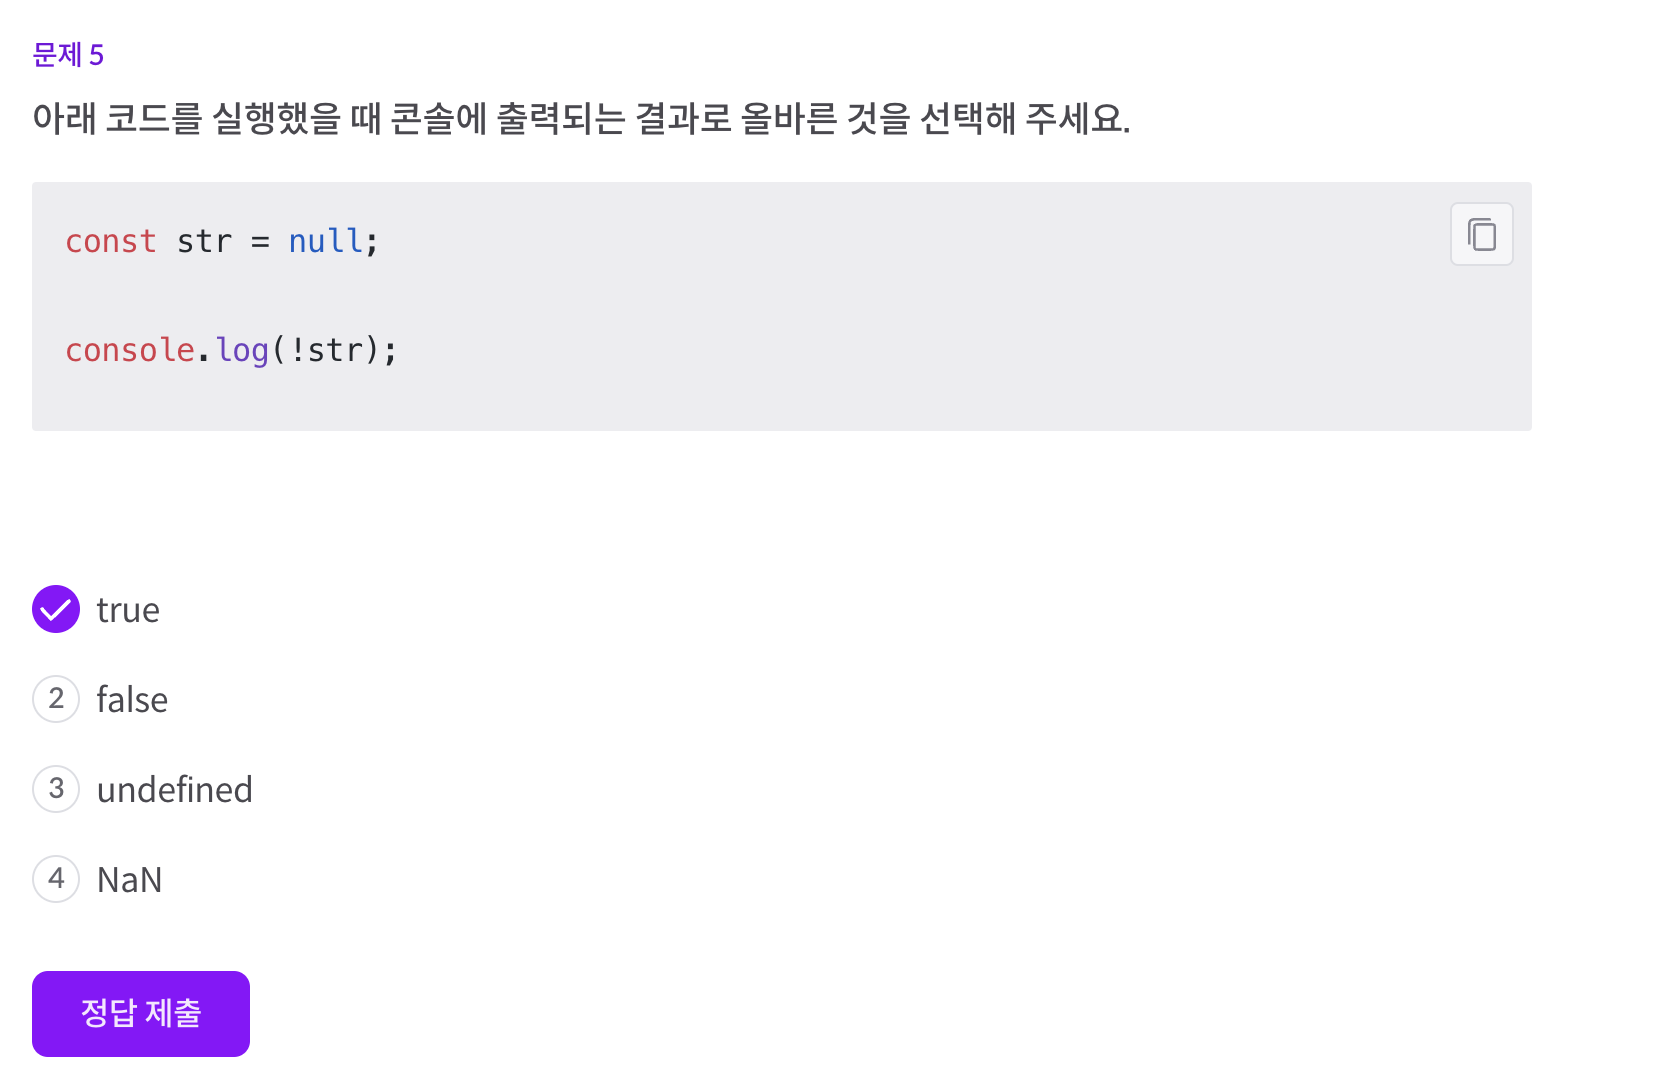 문제 5
아래 코드를 실행했을 때 콘솔에 출력되는 결과로 올바른 것을 선택해 주세요.
const str = null;
console.log(!str);
true
2 false
3 undefined
4 NaN
정답 제출